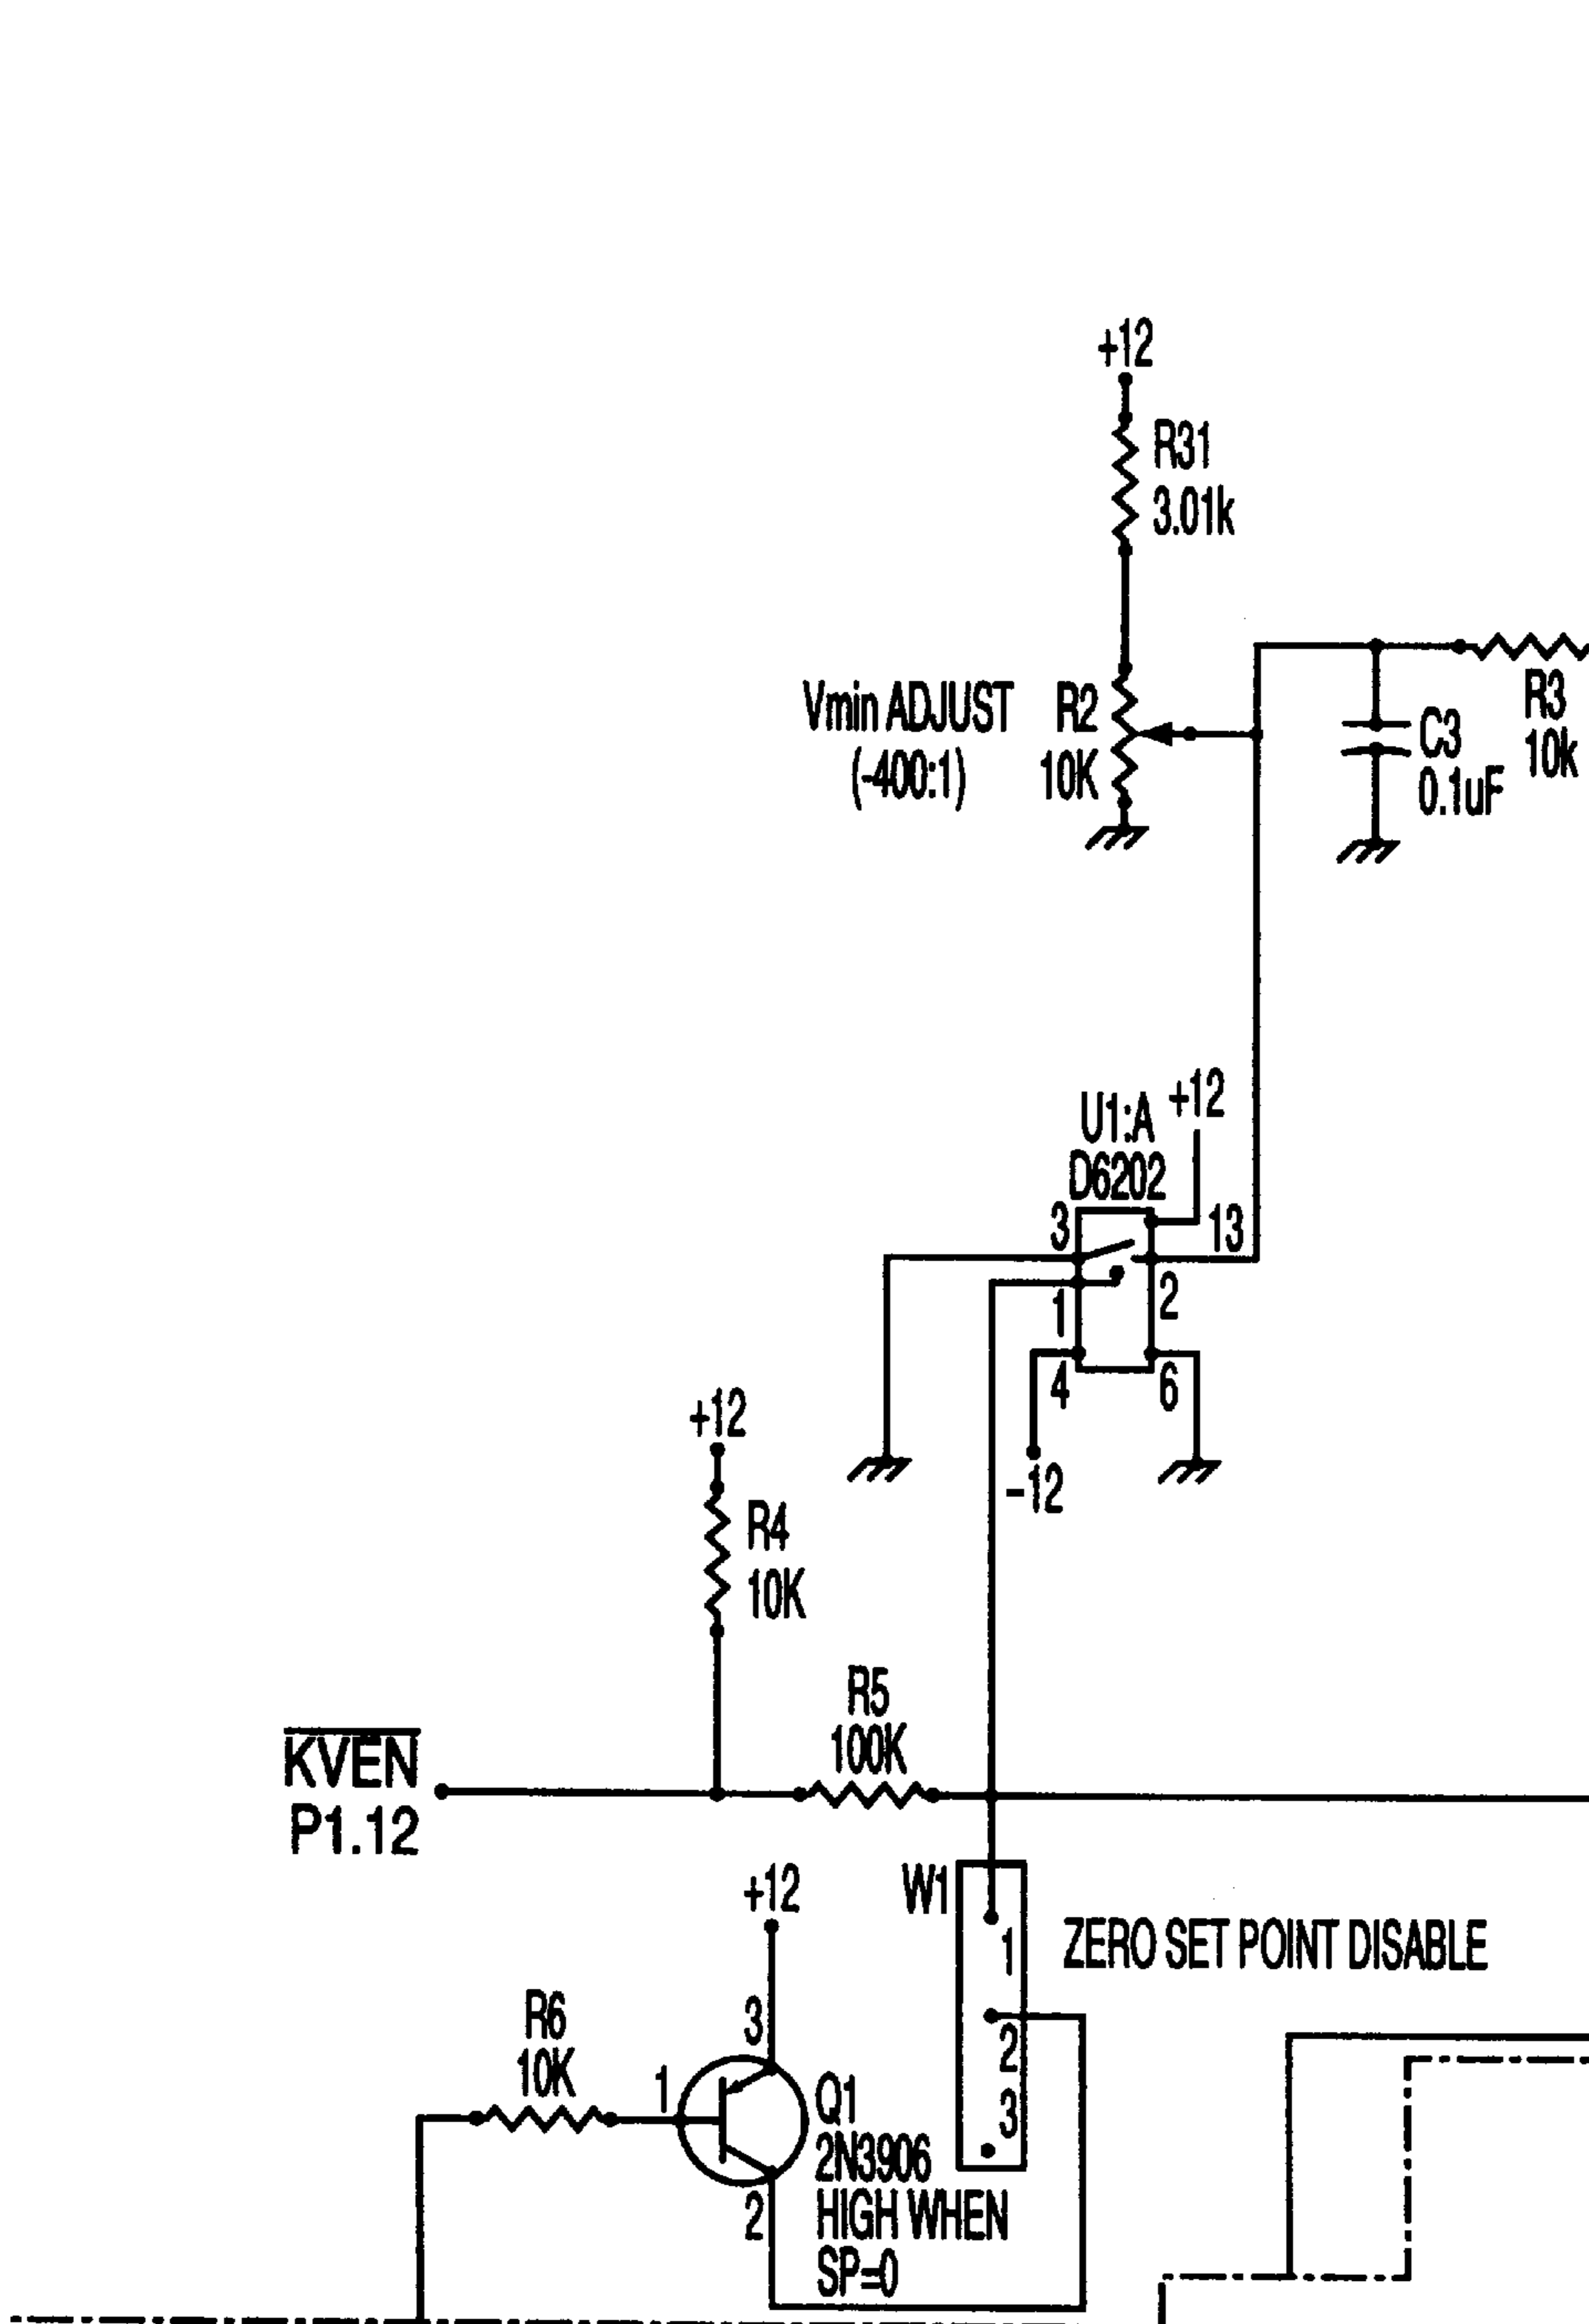 +12
R31
3.01k
Vmin ADJUST
(-400:1)
R2
10K
C3
0.1uF
R3
10k
U1:A
D6202
+12
3
13
1
2
4
6
-12
+12
R4
10K
R5
100K
KVEN
P1.12
+12
W1
1
2
3
ZERO SET POINT DISABLE
R6
10K
3
1
2
Q1
2N3906
HIGH WHEN
SP=0